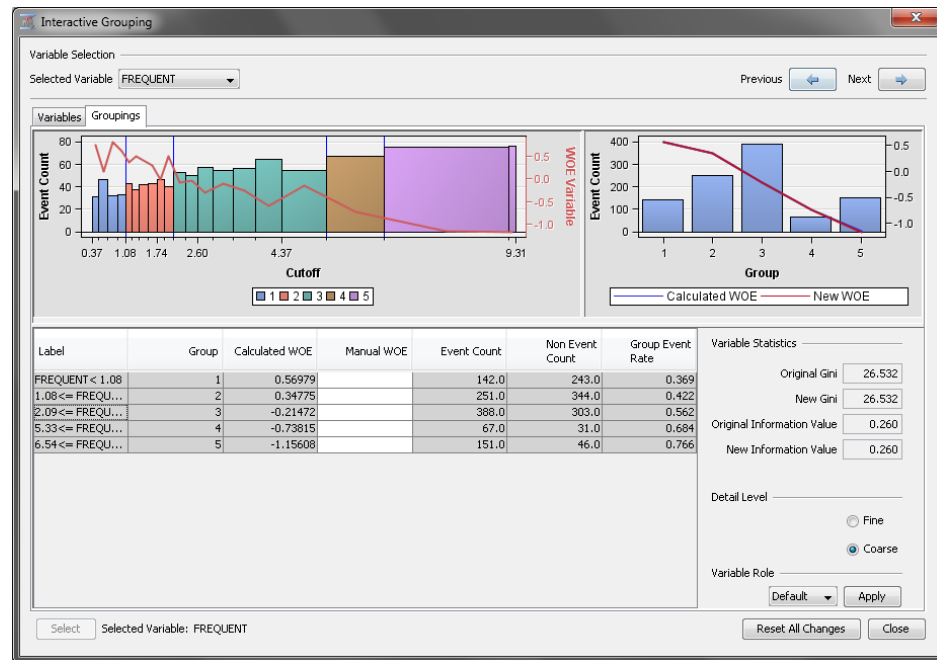 Interactive Grouping
Variable Selection
Selected Variable FREQUENT Previous Next
Variables Groupings
80
60
40
20
0
Event Count
0.5
0.0
-0.5
-1.0
WOE Variable
0.37 1.08 1.74 2.60 4.37 9.31
Cutoff
1 2 3 4 5
400
300
200
100
0
Event Count
0.5
0.0
-0.5
-1.0
1 2 3 4 5
Group
Calculated WOE New WOE
Label Group Calculated WOE Manual WOE Event Count Non Event Count Group Event Rate
FREQUENT< 1.08 1 0.56979 142.0 243.0 0.369
1.08<= FREQU... 2 0.34775 251.0 344.0 0.422
2.09<= FREQU... 3 -0.21472 388.0 303.0 0.562
5.33<= FREQU... 4 -0.73815 67.0 31.0 0.684
6.54<= FREQU... 5 -1.15608 151.0 46.0 0.766
Variable Statistics
Original Gini 26.532
New Gini 26.532
Original Information Value 0.260
New Information Value 0.260
Detail Level
Fine
Coarse
Variable Role
Default Apply
Select Selected Variable: FREQUENT Reset All Changes Close